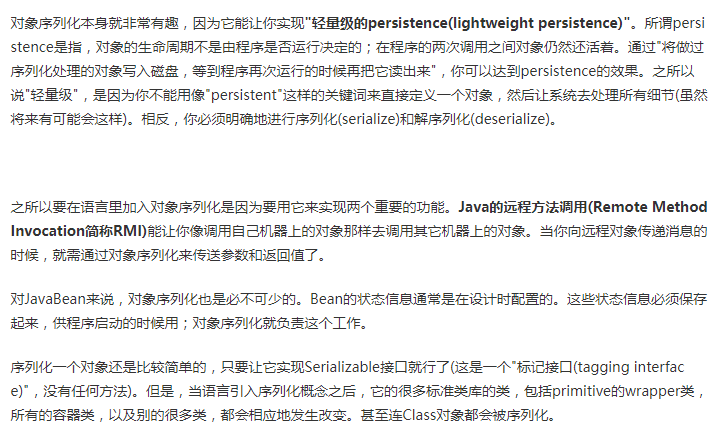 对象序列化本身就非常有趣，因为它能让你实现"轻量级的persistence(lightweight persistence)"。所谓persi
stence是指，对象的生命周期不是由程序是否运行决定的；在程序的两次调用之间对象仍然还活着。通过"将做过
序列化处理的对象写入磁盘，等到程序再次运行的时候再把它读出来"，你可以达到persistence的效果。之所以
说"轻量级"，是因为你不能用像"persistent"这样的关键词来直接定义一个对象，然后让系统去处理所有细节(虽然
将来有可能会这样)。相反，你必须明确地进行序列化(serialize)和解序列化(deserialize)。
之所以要在语言里加入对象序列化是因为要用它来实现两个重要的功能。Java的远程方法调用(Remote Method
Invocation简称RMI)能让你像调用自己机器上的对象那样去调用其它机器上的对象。当你向远程对象传递消息的
时候，就需通过对象序列化来传送参数和返回值了。
对JavaBean来说，对象序列化也是必不可少的。Bean的状态信息通常是在设计时配置的。这些状态信息必须保存
起来，供程序启动的时候用；对象序列化就负责这个工作。
序列化一个对象还是比较简单的，只要让它实现Serializable接口就行了(这是一个"标记接口(tagging interfac
e)"，没有任何方法)。但是，当语言引入序列化概念之后，它的很多标准类库的类，包括primitive的wrapper类，
所有的容器类，以及别的很多类，都会相应地发生改变。甚至连Class对象都会被序列化。